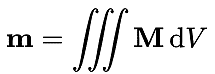 𝐦 = ∭ 𝐌 d𝑉